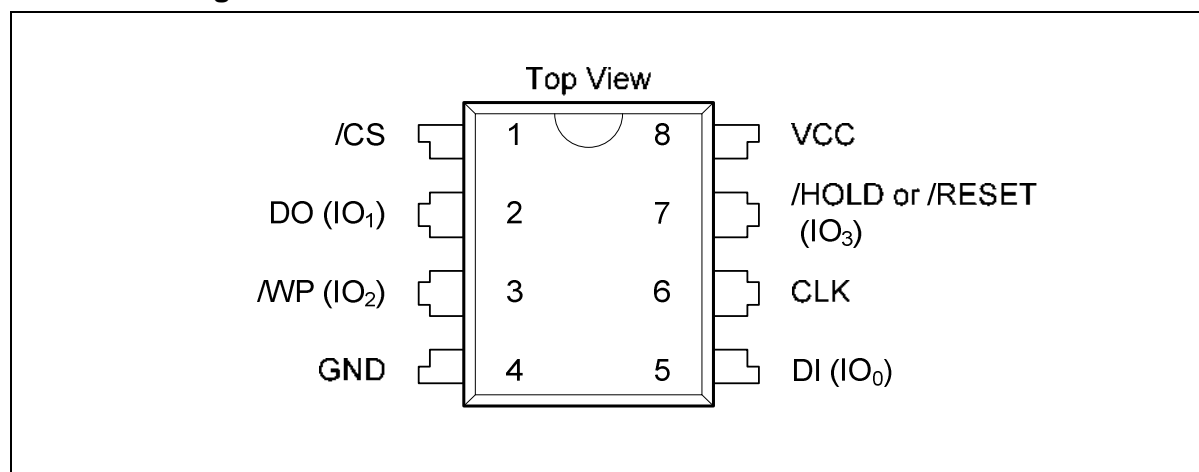 Top View
/CS 1 8 VCC
DO (IO₁) 2 7 /HOLD or /RESET
(IO₃)
/WP (IO₂) 3 6 CLK
GND 4 5 DI (IO₀)